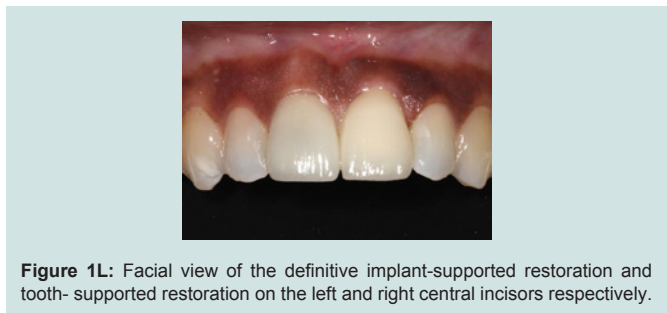 Figure 1L: Facial view of the definitive implant-supported restoration and
tooth- supported restoration on the left and right central incisors respectively.